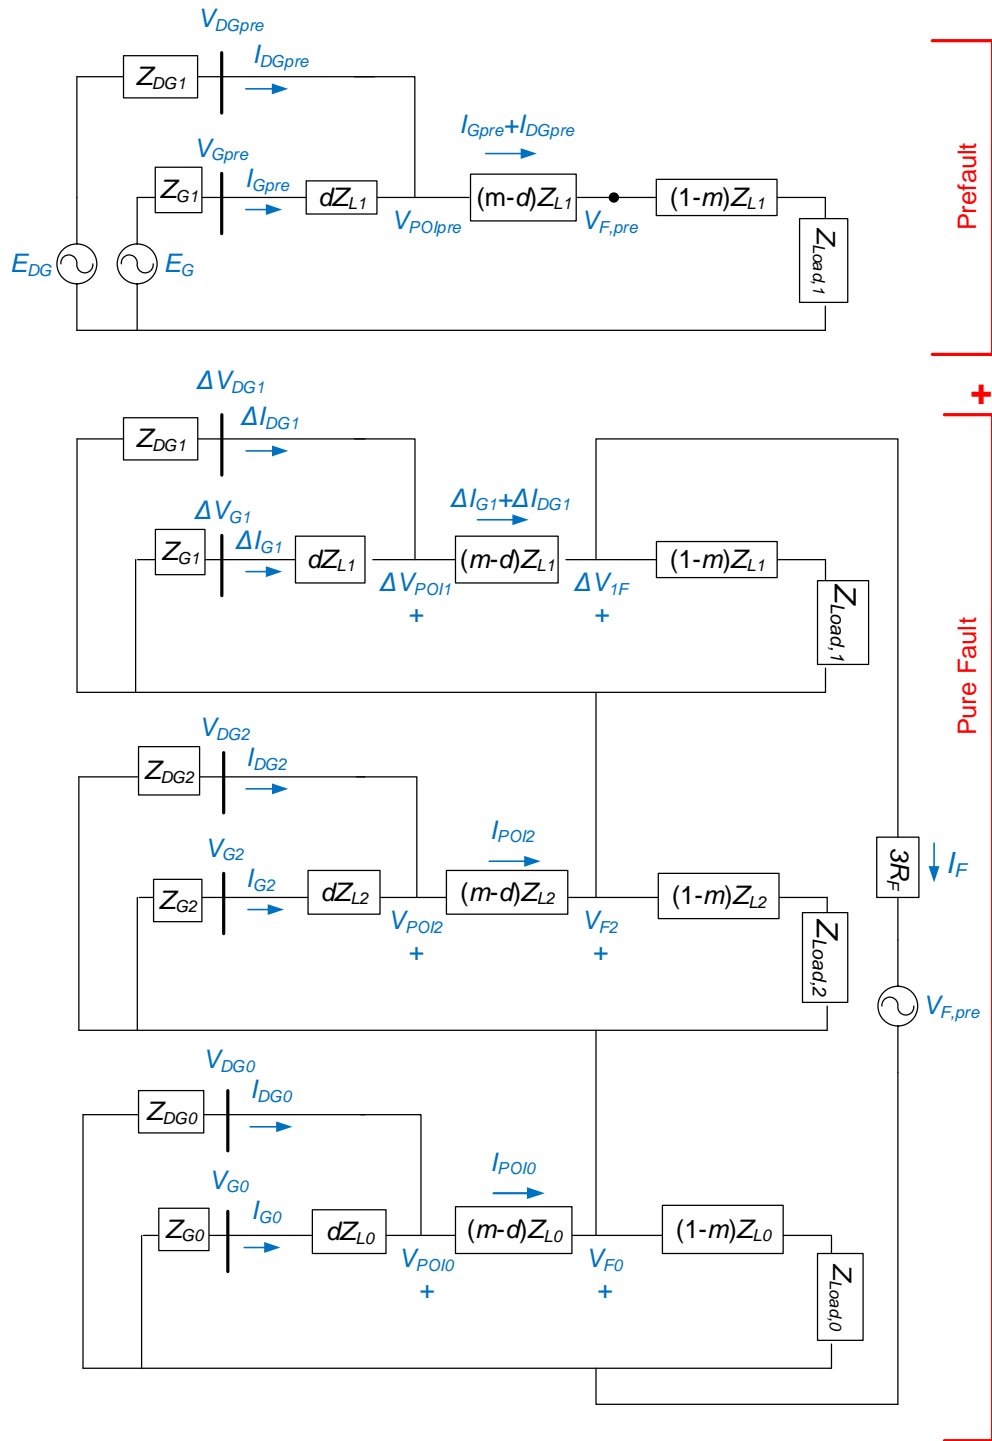 V_DGpre
I_DGpre
Z_DG1
I_Gpre+I_DGpre
V_Gpre
I_Gpre
Z_G1
dZ_L1
(m-d)Z_L1
(1-m)Z_L1
V_POIpre
V_F,pre
Z_Load,1
E_DG
E_G
Prefault
+
ΔV_DG1
ΔI_DG1
Z_DG1
ΔI_G1+ΔI_DG1
ΔV_G1
ΔI_G1
Z_G1
dZ_L1
(m-d)Z_L1
(1-m)Z_L1
ΔV_POI1
+
ΔV_1F
+
Z_Load,1
Pure Fault
V_DG2
I_DG2
Z_DG2
I_POI2
V_G2
I_G2
Z_G2
dZ_L2
(m-d)Z_L2
(1-m)Z_L2
V_POI2
+
V_F2
+
Z_Load,2
3R_F
I_F
V_F,pre
V_DG0
I_DG0
Z_DG0
I_POI0
V_G0
I_G0
Z_G0
dZ_L0
(m-d)Z_L0
(1-m)Z_L0
V_POI0
+
V_F0
+
Z_Load,0